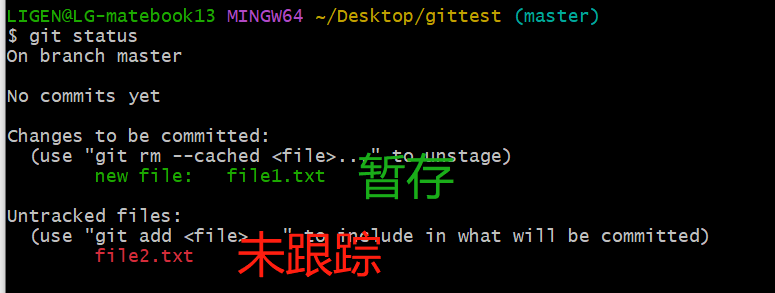 LIGEN@LG-matebook13 MINGW64 ~/Desktop/gittest (master)
$ git status
On branch master
No commits yet
Changes to be committed:
(use "git rm --cached <file>..." to unstage)
new file: file1.txt
暂存
Untracked files:
(use "git add <file>..." to include in what will be committed)
file2.txt
未跟踪